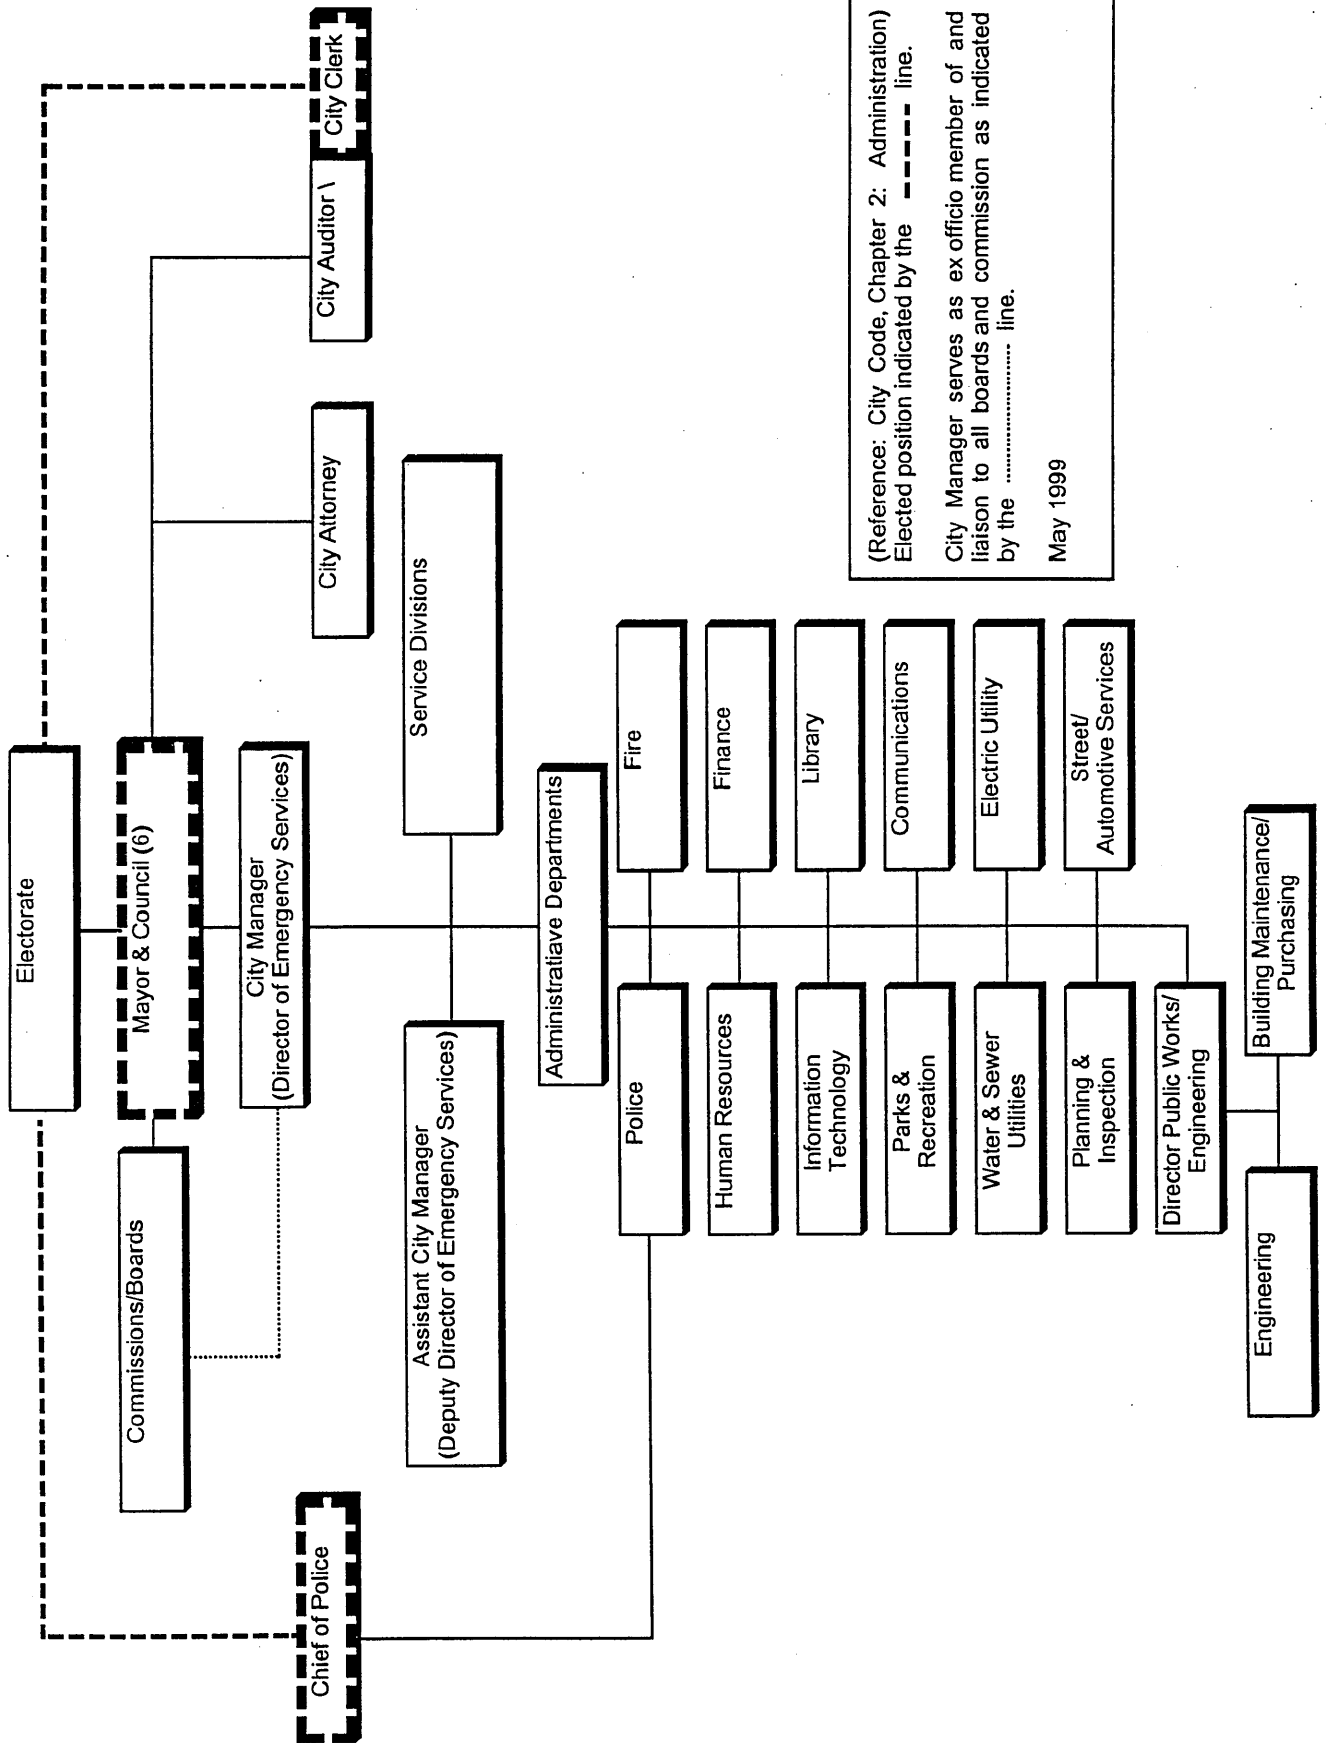 Electorate
Mayor & Council (6)
Commissions/Boards
City Manager
(Director of Emergency Services)
Chief of Police
City Attorney
City Auditor \
City Clerk
Assistant City Manager
(Deputy Director of Emergency Services)
Service Divisions
Administratiave Departments
Police
Fire
Human Resources
Finance
Information
Technology
Library
Parks &
Recreation
Communications
Water & Sewer
Utilities
Electric Utility
Planning &
Inspection
Street/
Automotive Services
Director Public Works/
Engineering
Engineering
Building Maintenance/
Purchasing
(Reference: City Code, Chapter 2: Administration)
Elected position indicated by the ----- line.
City Manager serves as ex officio member of and
liaison to all boards and commission as indicated
by the ..................... line.
May 1999